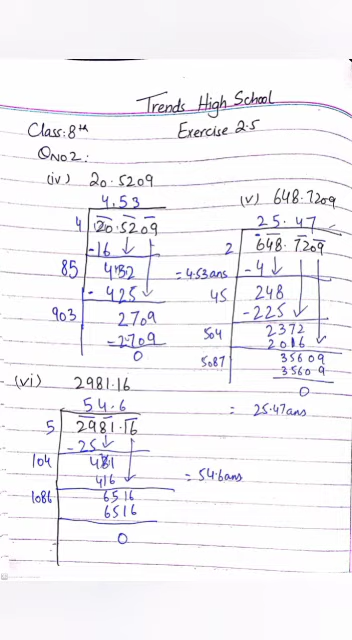 Trends High School
Class: 8th Exercise 2.5
QNo2:
(iv) 20.5209
4.53
4 20.5209
-16
85 452
- 425
903 2709
-2709
0
= 4.53 ans
(v) 648.7209
25.47
2 648.7209
-4
45 248
-225
504 2372
2016
5087 35609
35609
0
= 25.47 ans
(vi) 2981.16
54.6
5 2981.16
-25
104 481
416
1086 6516
6516
0
= 54.6 ans